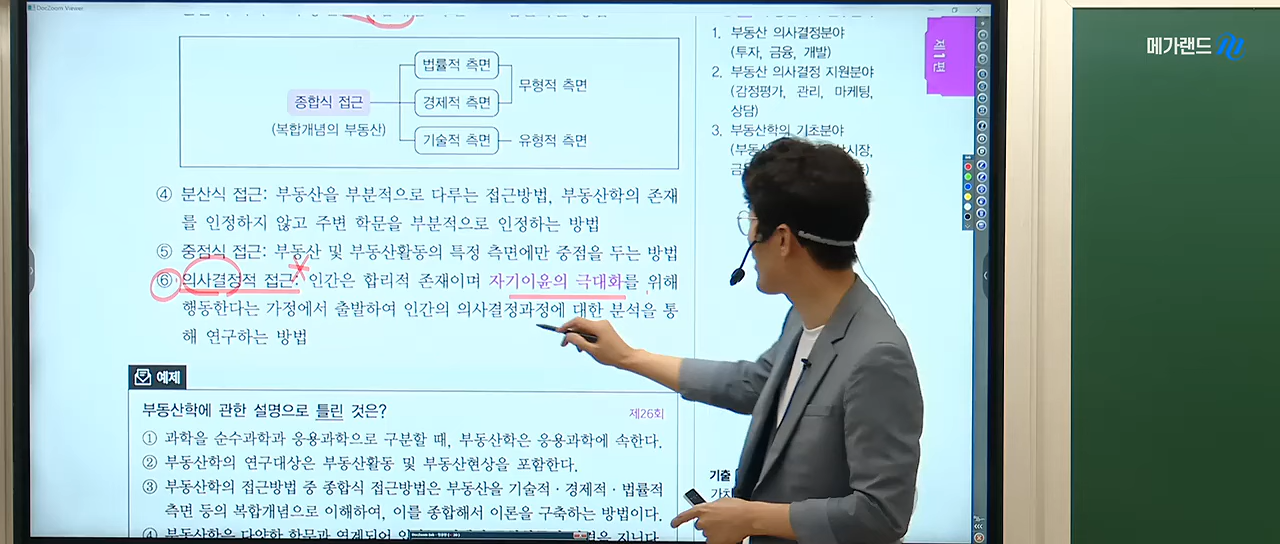 DocZoom Viewer
법률적 측면
무형적 측면
종합식 접근
경제적 측면
(복합개념의 부동산)
기술적 측면
유형적 측면
④ 분산식 접근: 부동산을 부분적으로 다루는 접근방법, 부동산학의 존재
를 인정하지 않고 주변 학문을 부분적으로 인정하는 방법
⑤ 중점식 접근: 부동산 및 부동산활동의 특정 측면에만 중점을 두는 방법
⑥ 의사결정적 접근: 인간은 합리적 존재이며 자기이윤의 극대화를 위해
행동한다는 가정에서 출발하여 인간의 의사결정과정에 대한 분석을 통
해 연구하는 방법
예제
부동산학에 관한 설명으로 틀린 것은?
제26회
① 과학을 순수과학과 응용과학으로 구분할 때, 부동산학은 응용과학에 속한다.
② 부동산학의 연구대상은 부동산활동 및 부동산현상을 포함한다.
③ 부동산학의 접근방법 중 종합식 접근방법은 부동산을 기술적·경제적·법률적
측면 등의 복합개념으로 이해하여, 이를 종합해서 이론을 구축하는 방법이다.
④ 부동산학은 다양한 학문과 연계되어
1. 부동산 의사결정분야
(투자, 금융, 개발)
2. 부동산 의사결정 지원분야
(감정평가, 관리, 마케팅,
상담)
3. 부동산학의 기초분야
제1편
기출
메가랜드